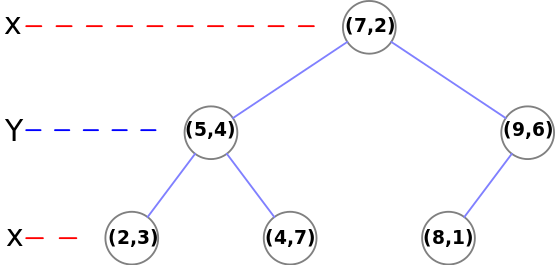 X (7,2)
Y (5,4) (9,6)
X (2,3) (4,7) (8,1)